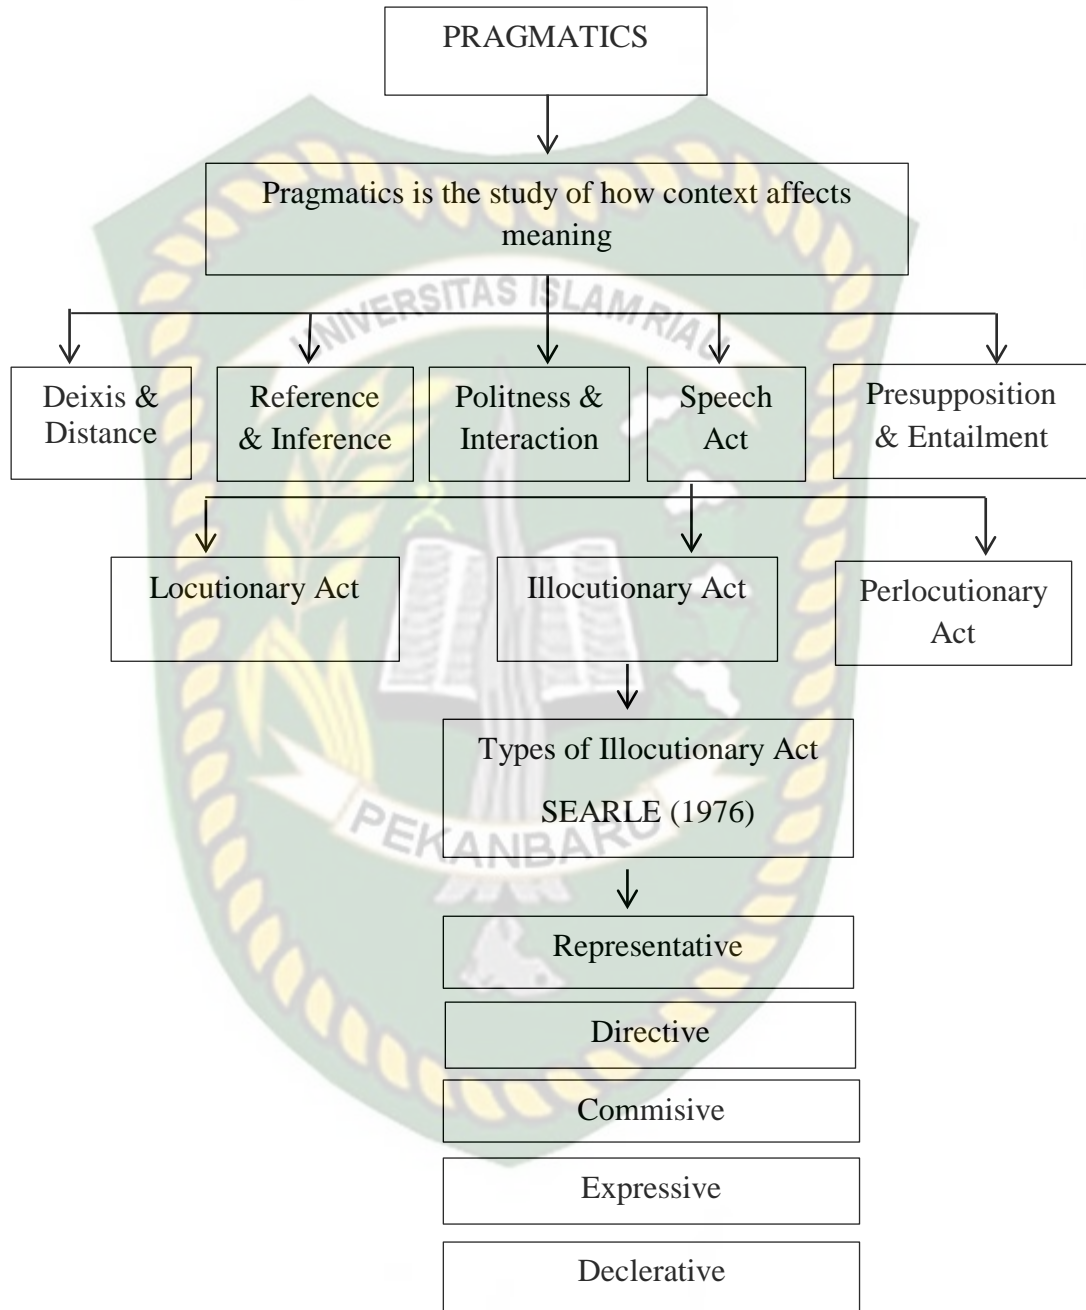 PRAGMATICS
Pragmatics is the study of how context affects
meaning
UNIVERSITAS ISLAM RIAU
Deixis &
Distance
Reference
& Inference
Politness &
Interaction
Speech
Act
Presupposition
& Entailment
Locutionary Act
Illocutionary Act
Perlocutionary
Act
Types of Illocutionary Act
SEARLE (1976)
PEKANBARU
Representative
Directive
Commisive
Expressive
Declerative